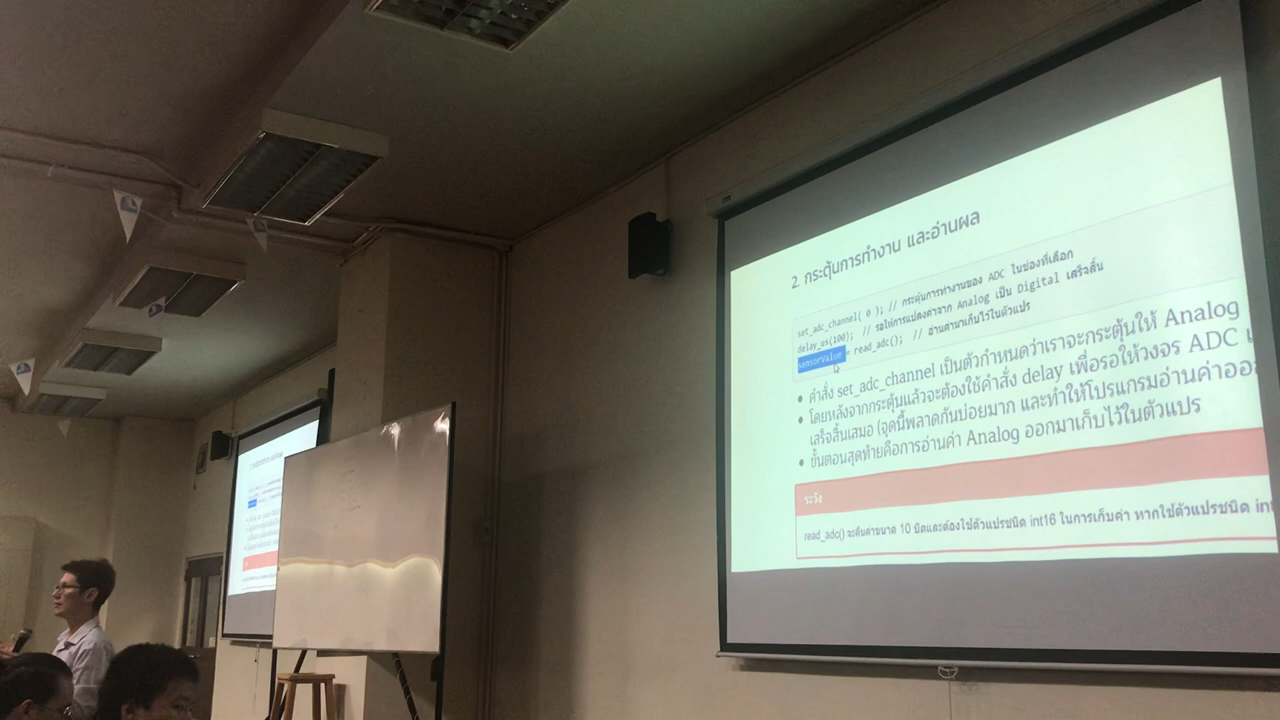 2. กระตุ้นการทำงาน และอ่านผล
set_adc_channel( 0 ); // กระตุ้นการทำงานของ ADC ในช่องที่เลือก
delay_us(100); // รอให้การแปลงค่าจาก Analog เป็น Digital เสร็จสิ้น
sensorValue = read_adc(); // อ่านค่ามาเก็บไว้ในตัวแปร
• คำสั่ง set_adc_channel เป็นตัวกำหนดว่าเราจะกระตุ้นให้ Analog
• โดยหลังจากกระตุ้นแล้วจะต้องใช้คำสั่ง delay เพื่อรอให้วงจร ADC
เสร็จสิ้นเสมอ (จุดนี้พลาดกันบ่อยมาก และทำให้โปรแกรมอ่านค่าออ
• ขั้นตอนสุดท้ายคือการอ่านค่า Analog ออกมาเก็บไว้ในตัวแปร
ระวัง
read_adc() จะคืนค่าขนาด 10 บิตและต้องใช้ตัวแปรชนิด int16 ในการเก็บค่า หากใช้ตัวแปรชนิด in